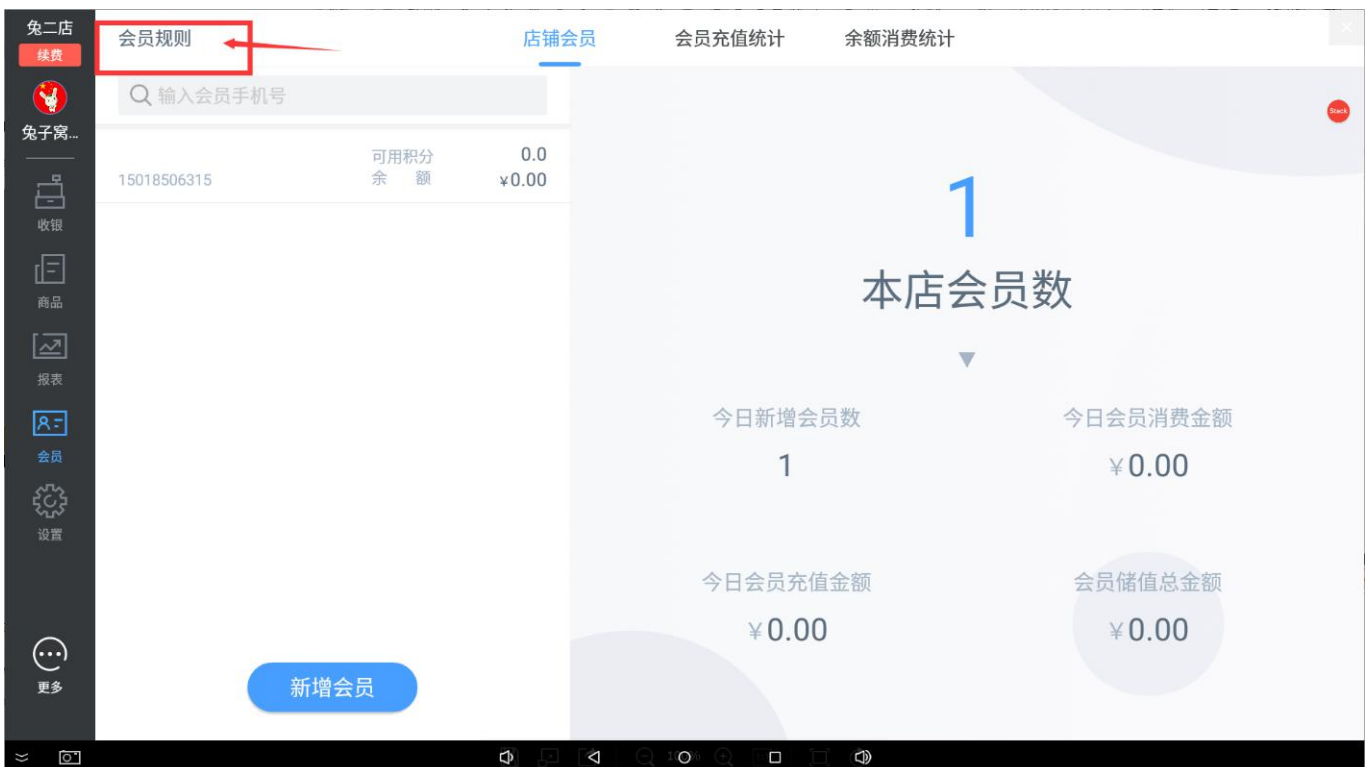 兔二店
续费
兔子窝...
收银
商品
报表
会员
设置
更多
会员规则
店铺会员
会员充值统计
余额消费统计
输入会员手机号
可用积分 0.0
15018506315 余 额 ¥0.00
新增会员
Stack
1
本店会员数
今日新增会员数
1
今日会员消费金额
¥0.00
今日会员充值金额
¥0.00
会员储值总金额
¥0.00